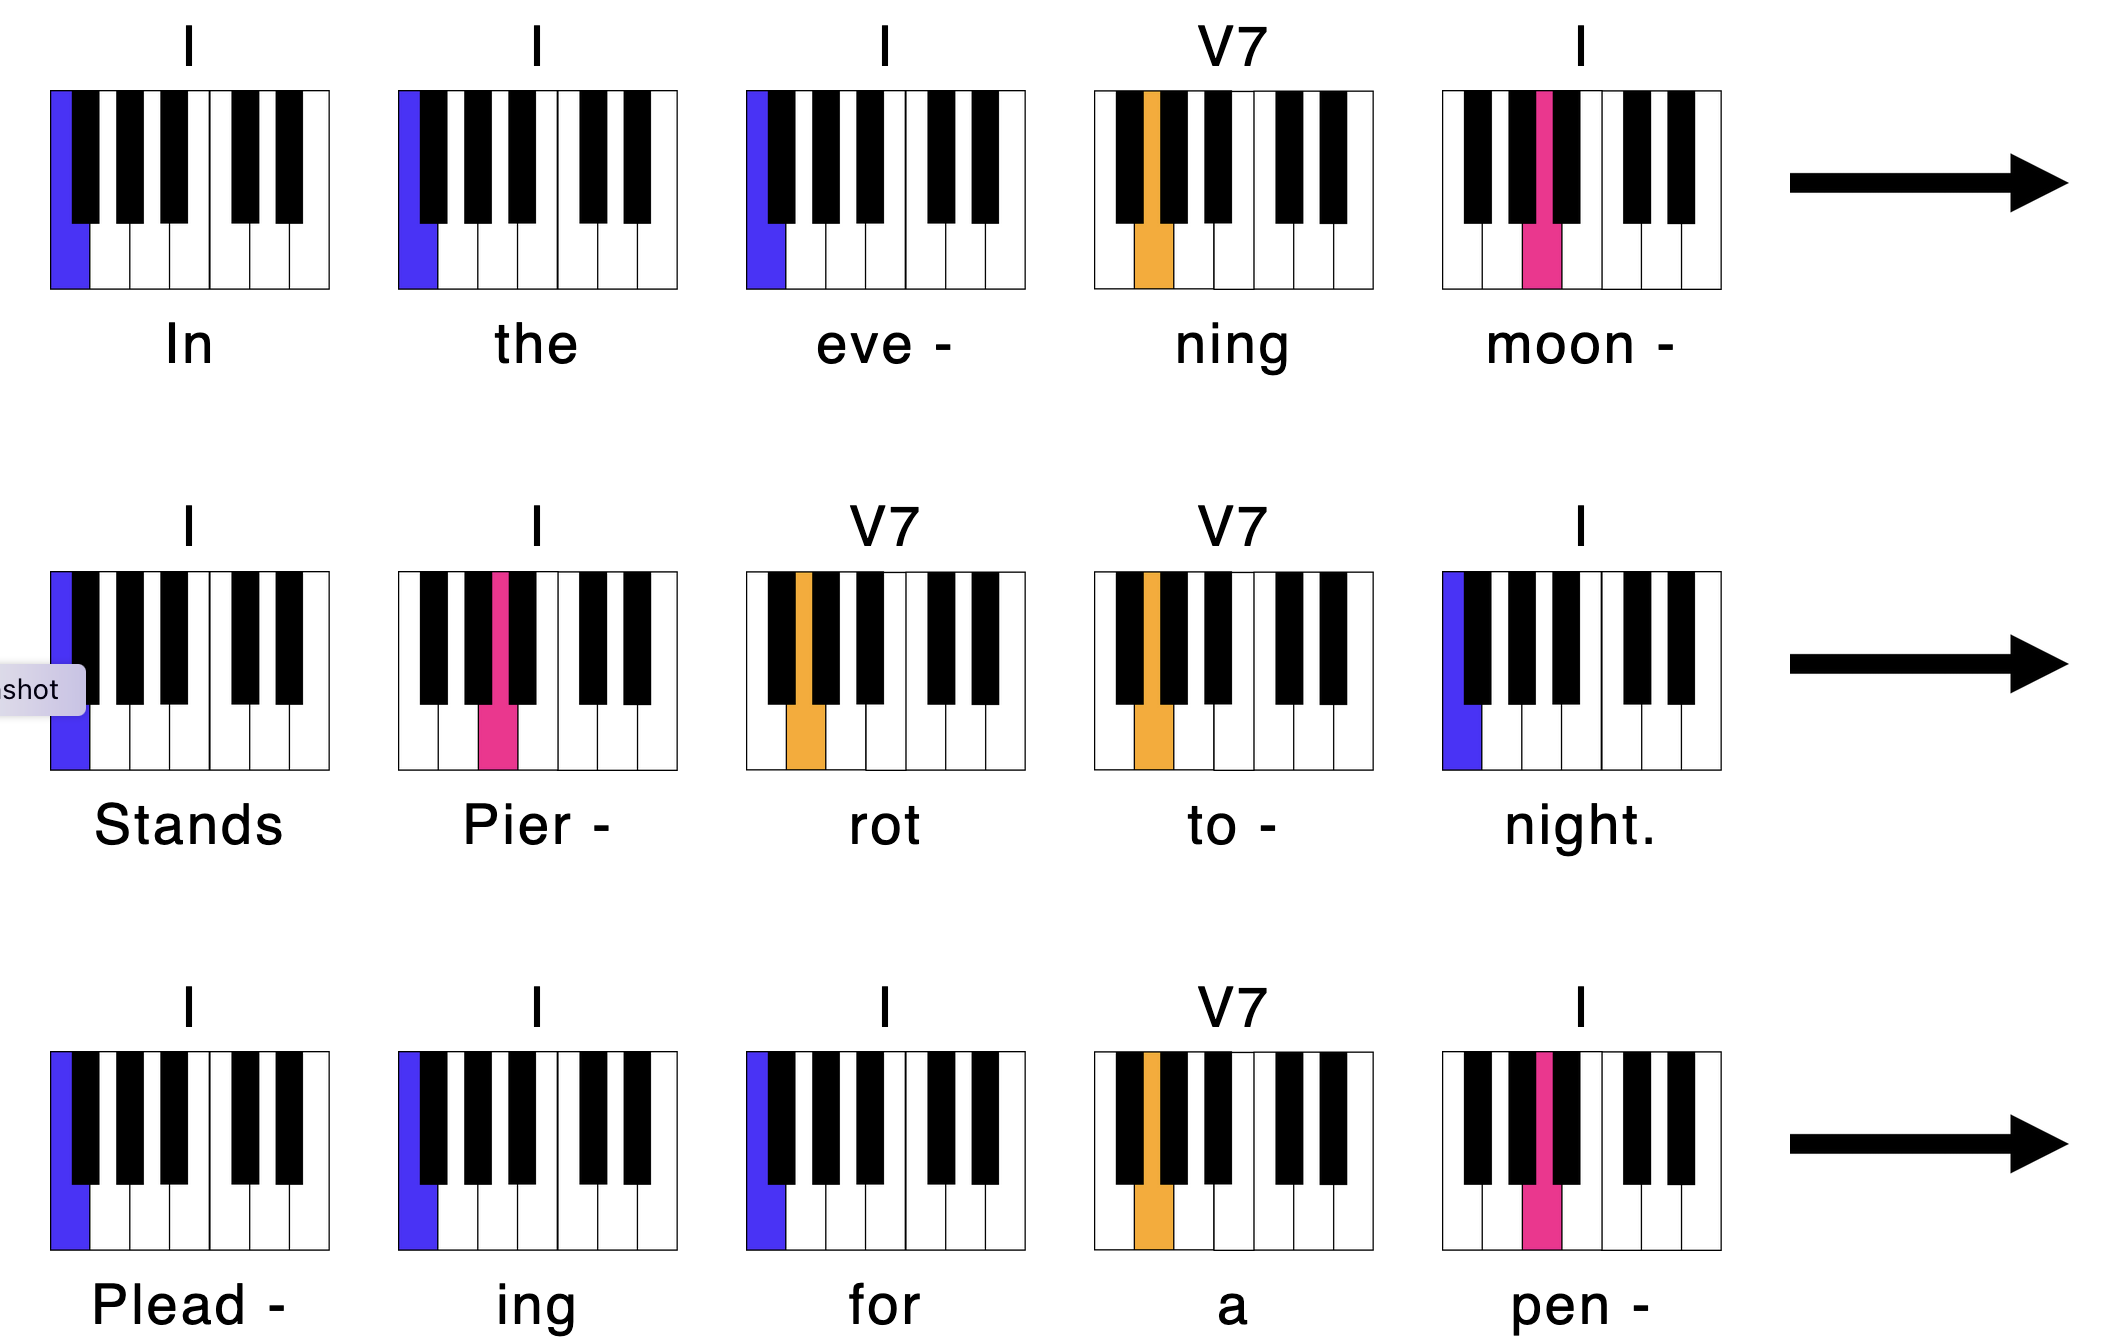 I I I V7 I
In the eve - ning moon -
I I V7 V7 I
shot
Stands Pier - rot to - night.
I I I V7 I
Plead - ing for a pen -